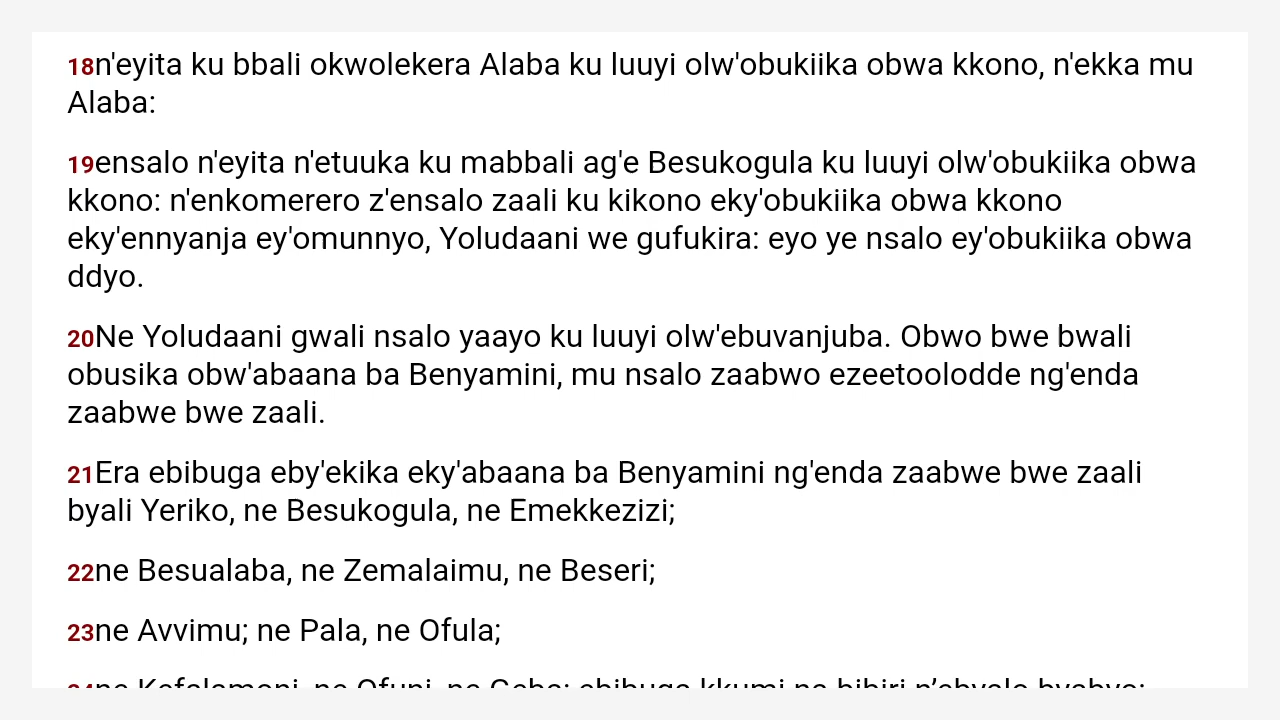 18n'eyita ku bbali okwolekera Alaba ku luuyi olw'obukiika obwa kkono, n'ekka mu
Alaba:
19ensalo n'eyita n'etuuka ku mabbali ag'e Besukogula ku luuyi olw'obukiika obwa
kkono: n'enkomerero z'ensalo zaali ku kikono eky'obukiika obwa kkono
eky'ennyanja ey'omunnyo, Yoludaani we gufukira: eyo ye nsalo ey'obukiika obwa
ddyo.
20Ne Yoludaani gwali nsalo yaayo ku luuyi olw'ebuvanjuba. Obwo bwe bwali
obusika obw'abaana ba Benyamini, mu nsalo zaabwo ezeetoolodde ng'enda
zaabwe bwe zaali.
21Era ebibuga eby'ekika eky'abaana ba Benyamini ng'enda zaabwe bwe zaali
byali Yeriko, ne Besukogula, ne Emekkezizi;
22ne Besualaba, ne Zemalaimu, ne Beseri;
23ne Avvimu; ne Pala, ne Ofula;